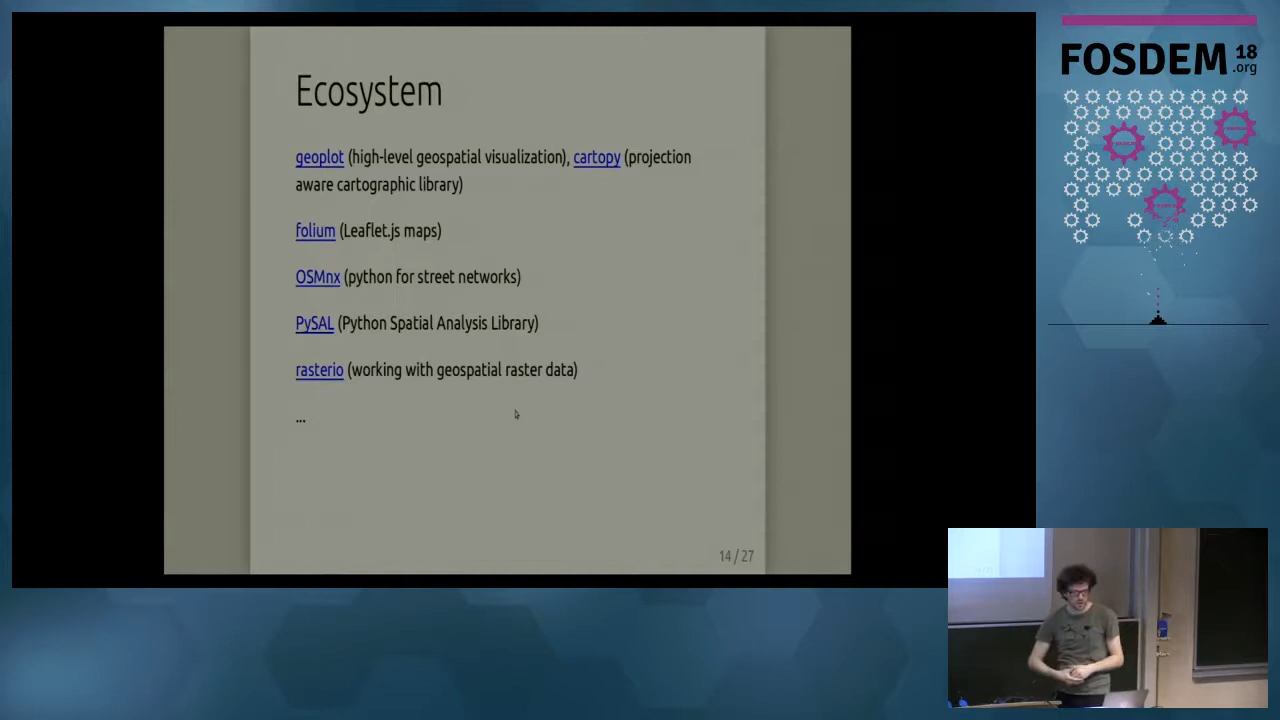 Ecosystem
geoplot (high-level geospatial visualization), cartopy (projection
aware cartographic library)
folium (Leaflet.js maps)
OSMnx (python for street networks)
PySAL (Python Spatial Analysis Library)
rasterio (working with geospatial raster data)
...
14 / 27
FOSDEM 18
.org